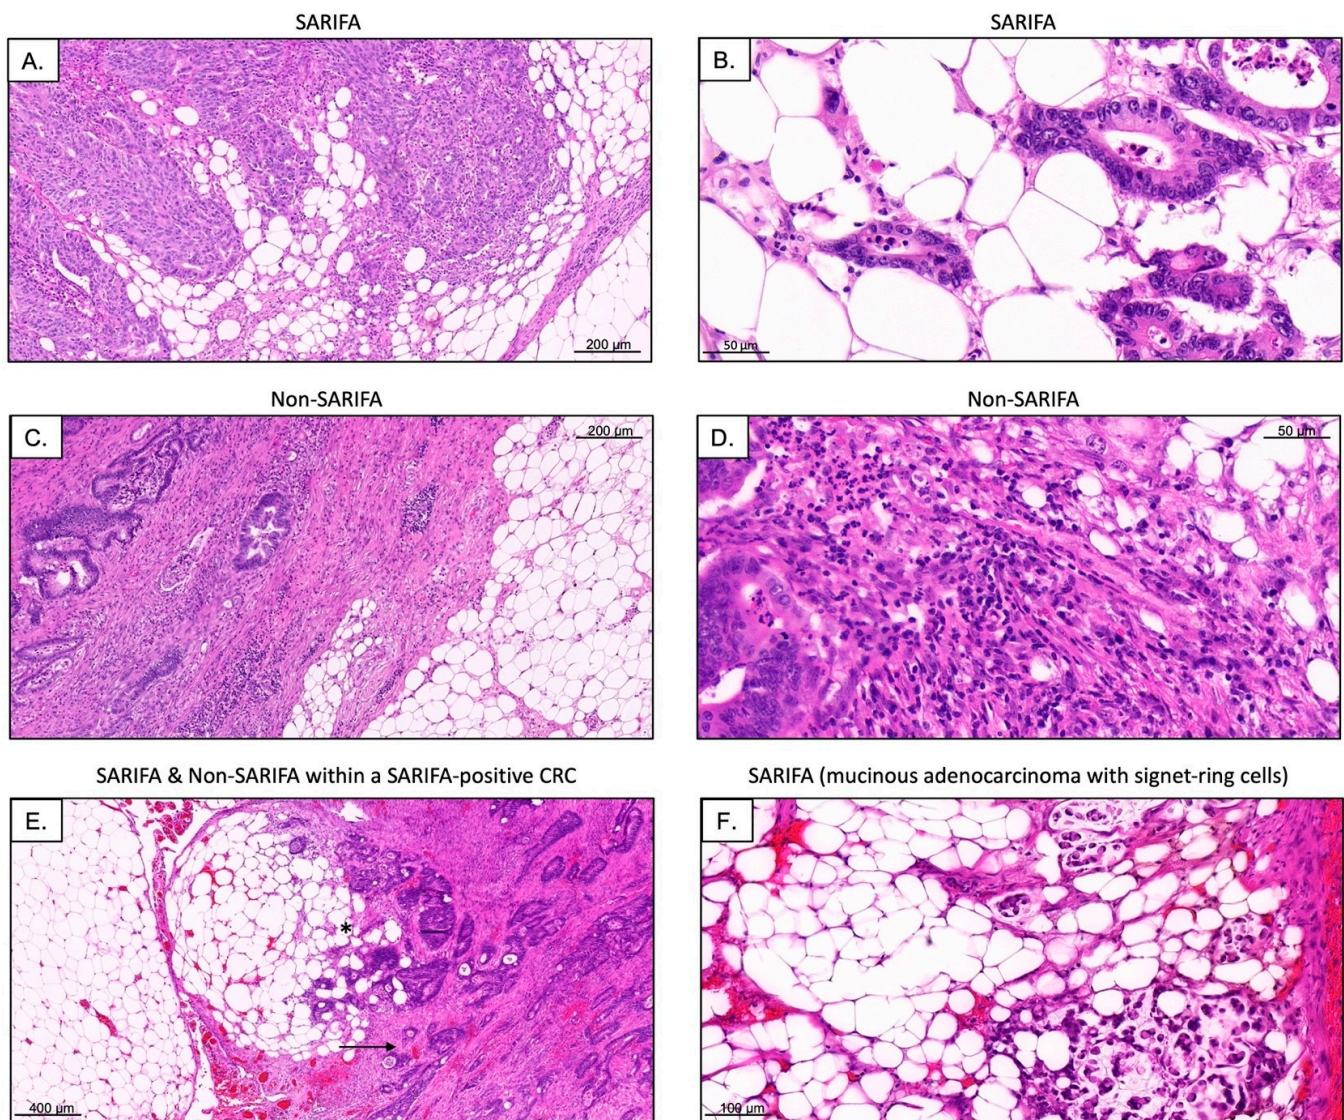 SARIFA
SARIFA
A.
B.
200 µm
50 µm
Non-SARIFA
Non-SARIFA
C.
200 µm
D.
50 µm
SARIFA & Non-SARIFA within a SARIFA-positive CRC
SARIFA (mucinous adenocarcinoma with signet-ring cells)
E.
F.
*
400 µm
100 µm